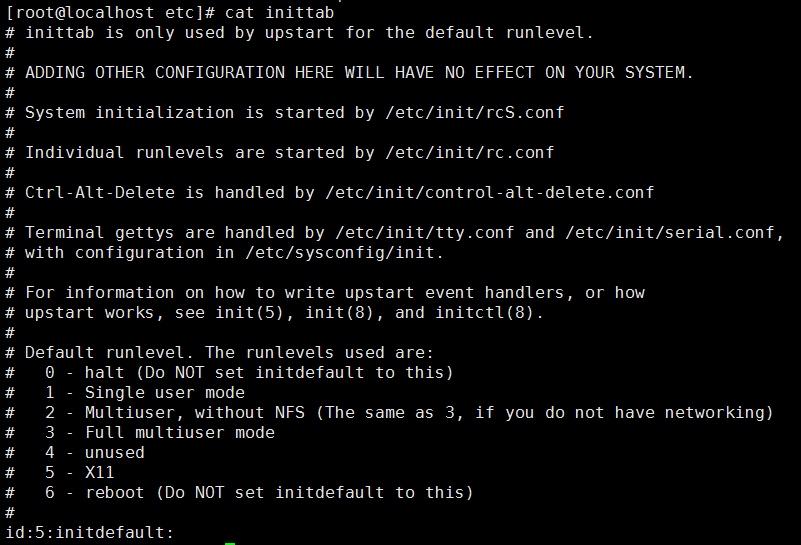 [root@localhost etc]# cat inittab
# inittab is only used by upstart for the default runlevel.
#
# ADDING OTHER CONFIGURATION HERE WILL HAVE NO EFFECT ON YOUR SYSTEM.
#
# System initialization is started by /etc/init/rcS.conf
#
# Individual runlevels are started by /etc/init/rc.conf
#
# Ctrl-Alt-Delete is handled by /etc/init/control-alt-delete.conf
#
# Terminal gettys are handled by /etc/init/tty.conf and /etc/init/serial.conf,
# with configuration in /etc/sysconfig/init.
#
# For information on how to write upstart event handlers, or how
# upstart works, see init(5), init(8), and initctl(8).
#
# Default runlevel. The runlevels used are:
#   0 - halt (Do NOT set initdefault to this)
#   1 - Single user mode
#   2 - Multiuser, without NFS (The same as 3, if you do not have networking)
#   3 - Full multiuser mode
#   4 - unused
#   5 - X11
#   6 - reboot (Do NOT set initdefault to this)
#
id:5:initdefault: